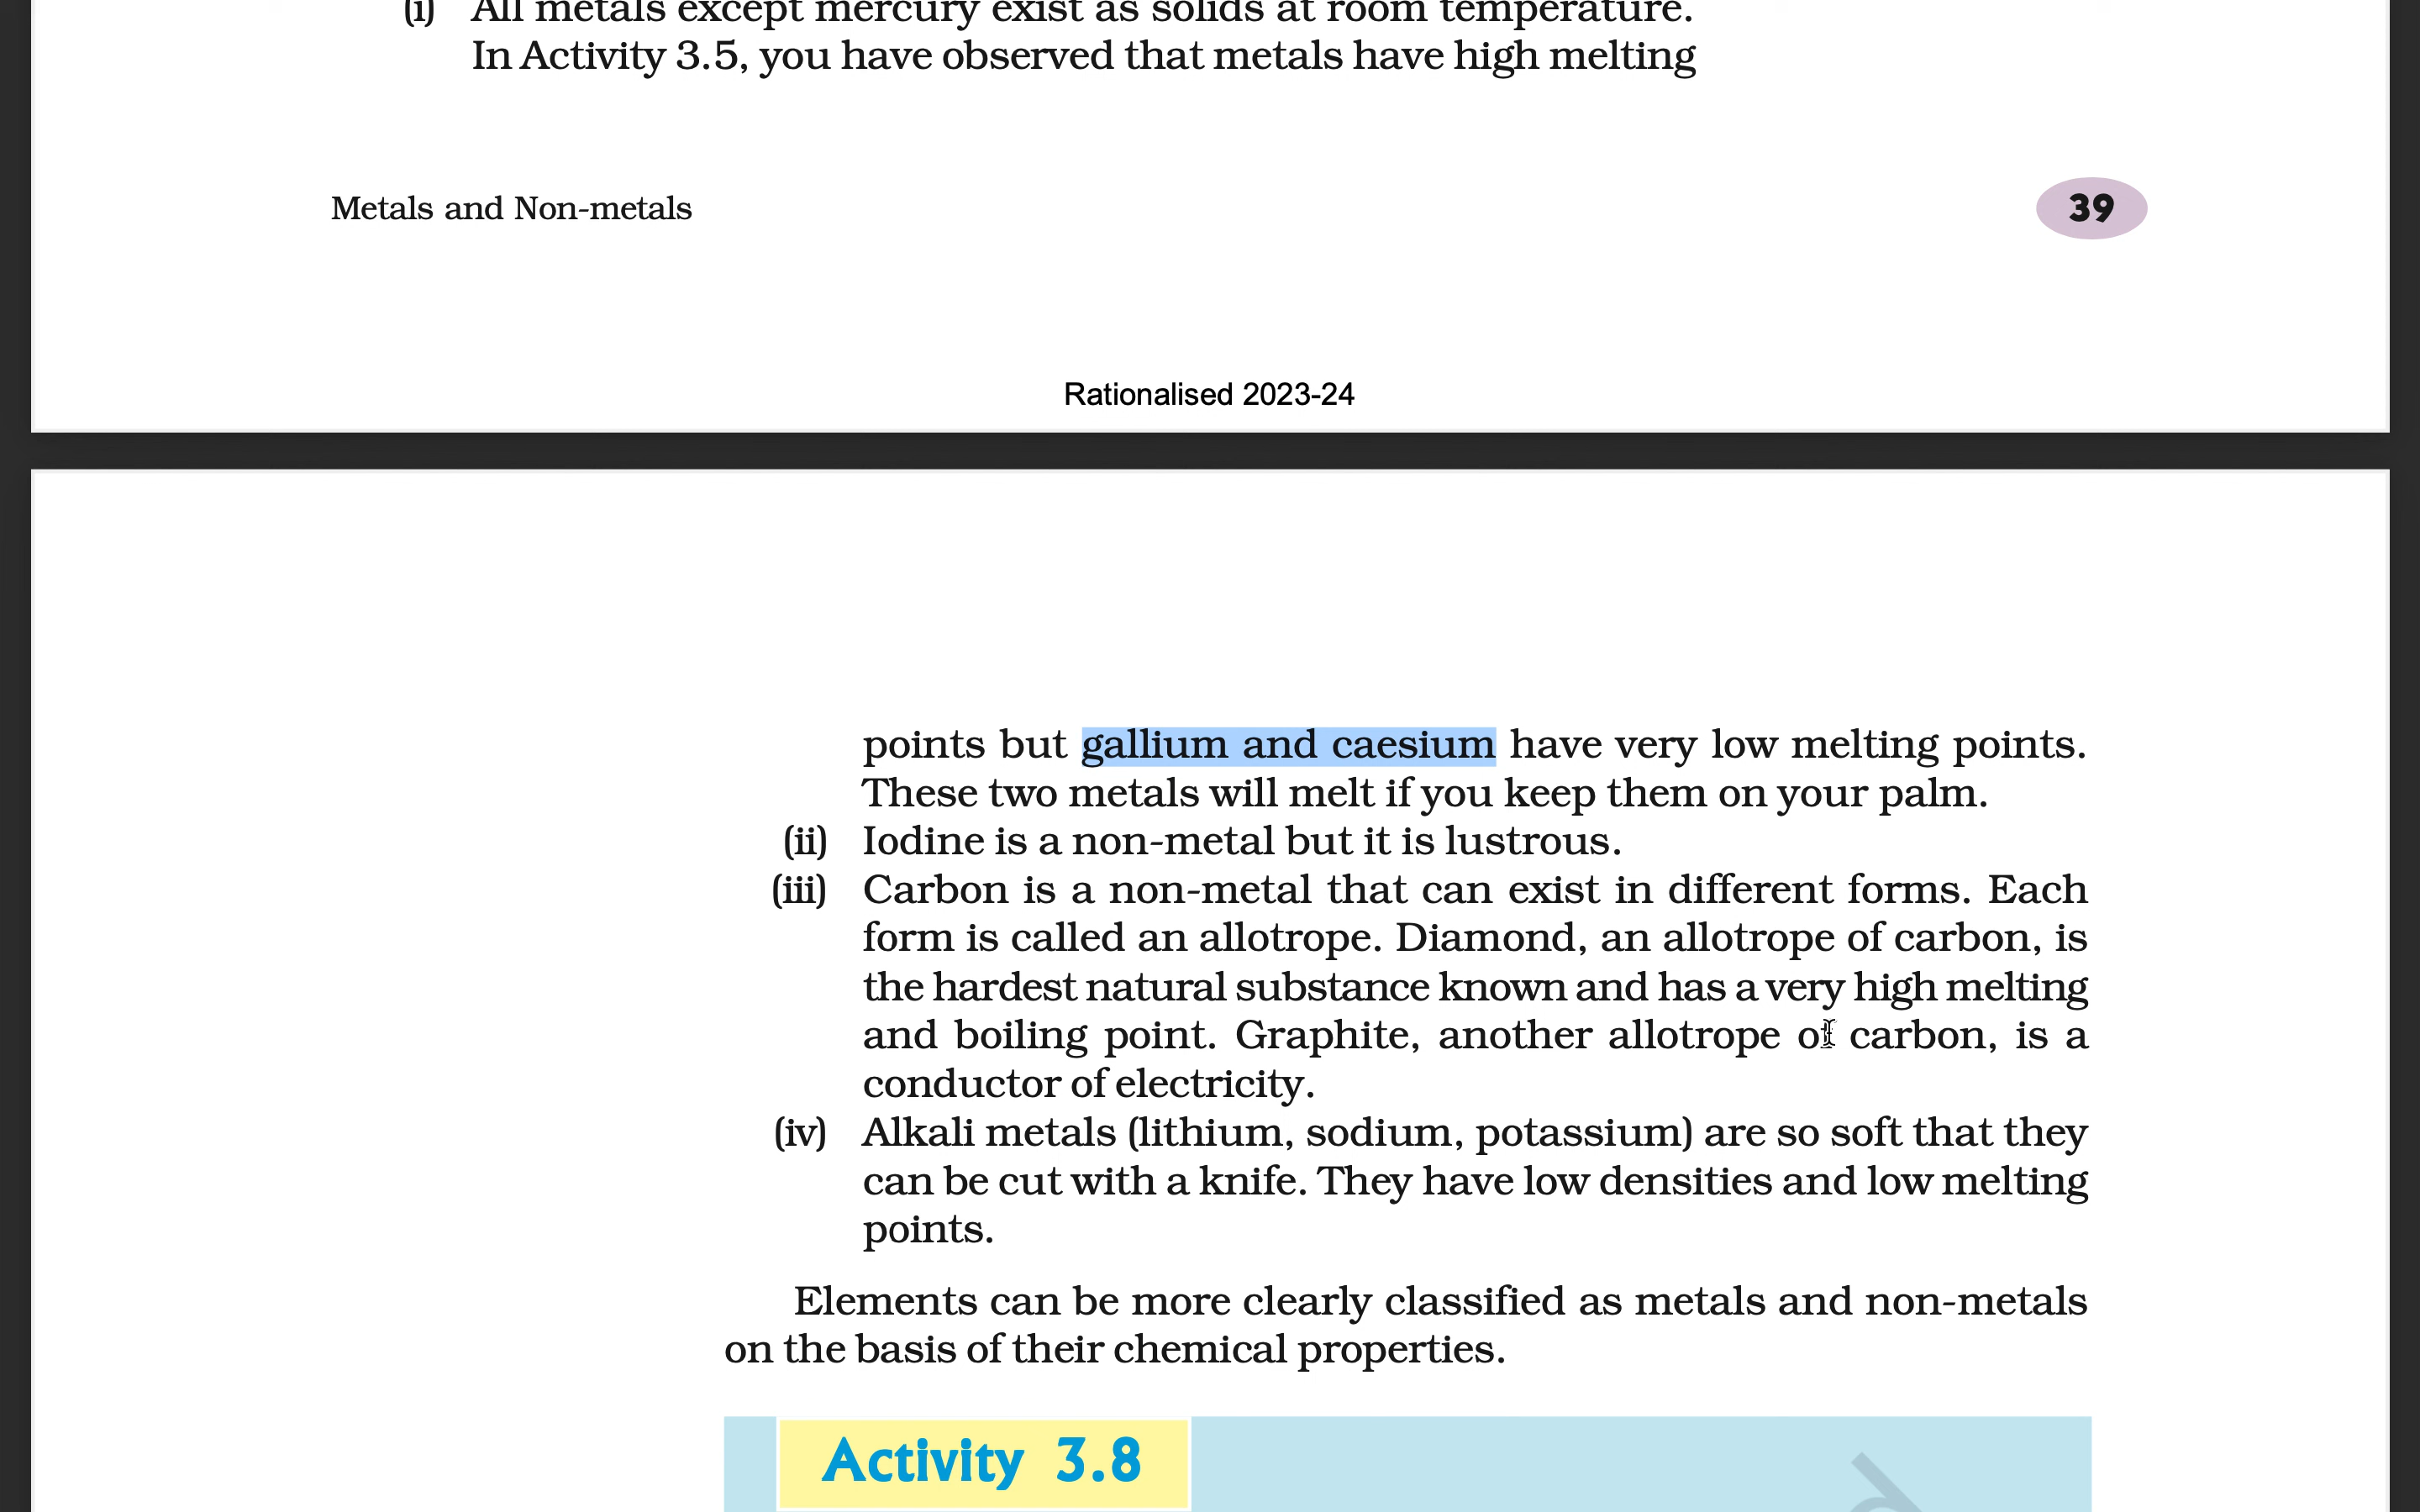 (i) All metals except mercury exist as solids at room temperature.
In Activity 3.5, you have observed that metals have high melting
Metals and Non-metals
39
Rationalised 2023-24
points but gallium and caesium have very low melting points.
These two metals will melt if you keep them on your palm.
(ii) Iodine is a non-metal but it is lustrous.
(iii) Carbon is a non-metal that can exist in different forms. Each
form is called an allotrope. Diamond, an allotrope of carbon, is
the hardest natural substance known and has a very high melting
and boiling point. Graphite, another allotrope of carbon, is a
conductor of electricity.
(iv) Alkali metals (lithium, sodium, potassium) are so soft that they
can be cut with a knife. They have low densities and low melting
points.
Elements can be more clearly classified as metals and non-metals
on the basis of their chemical properties.
Activity 3.8